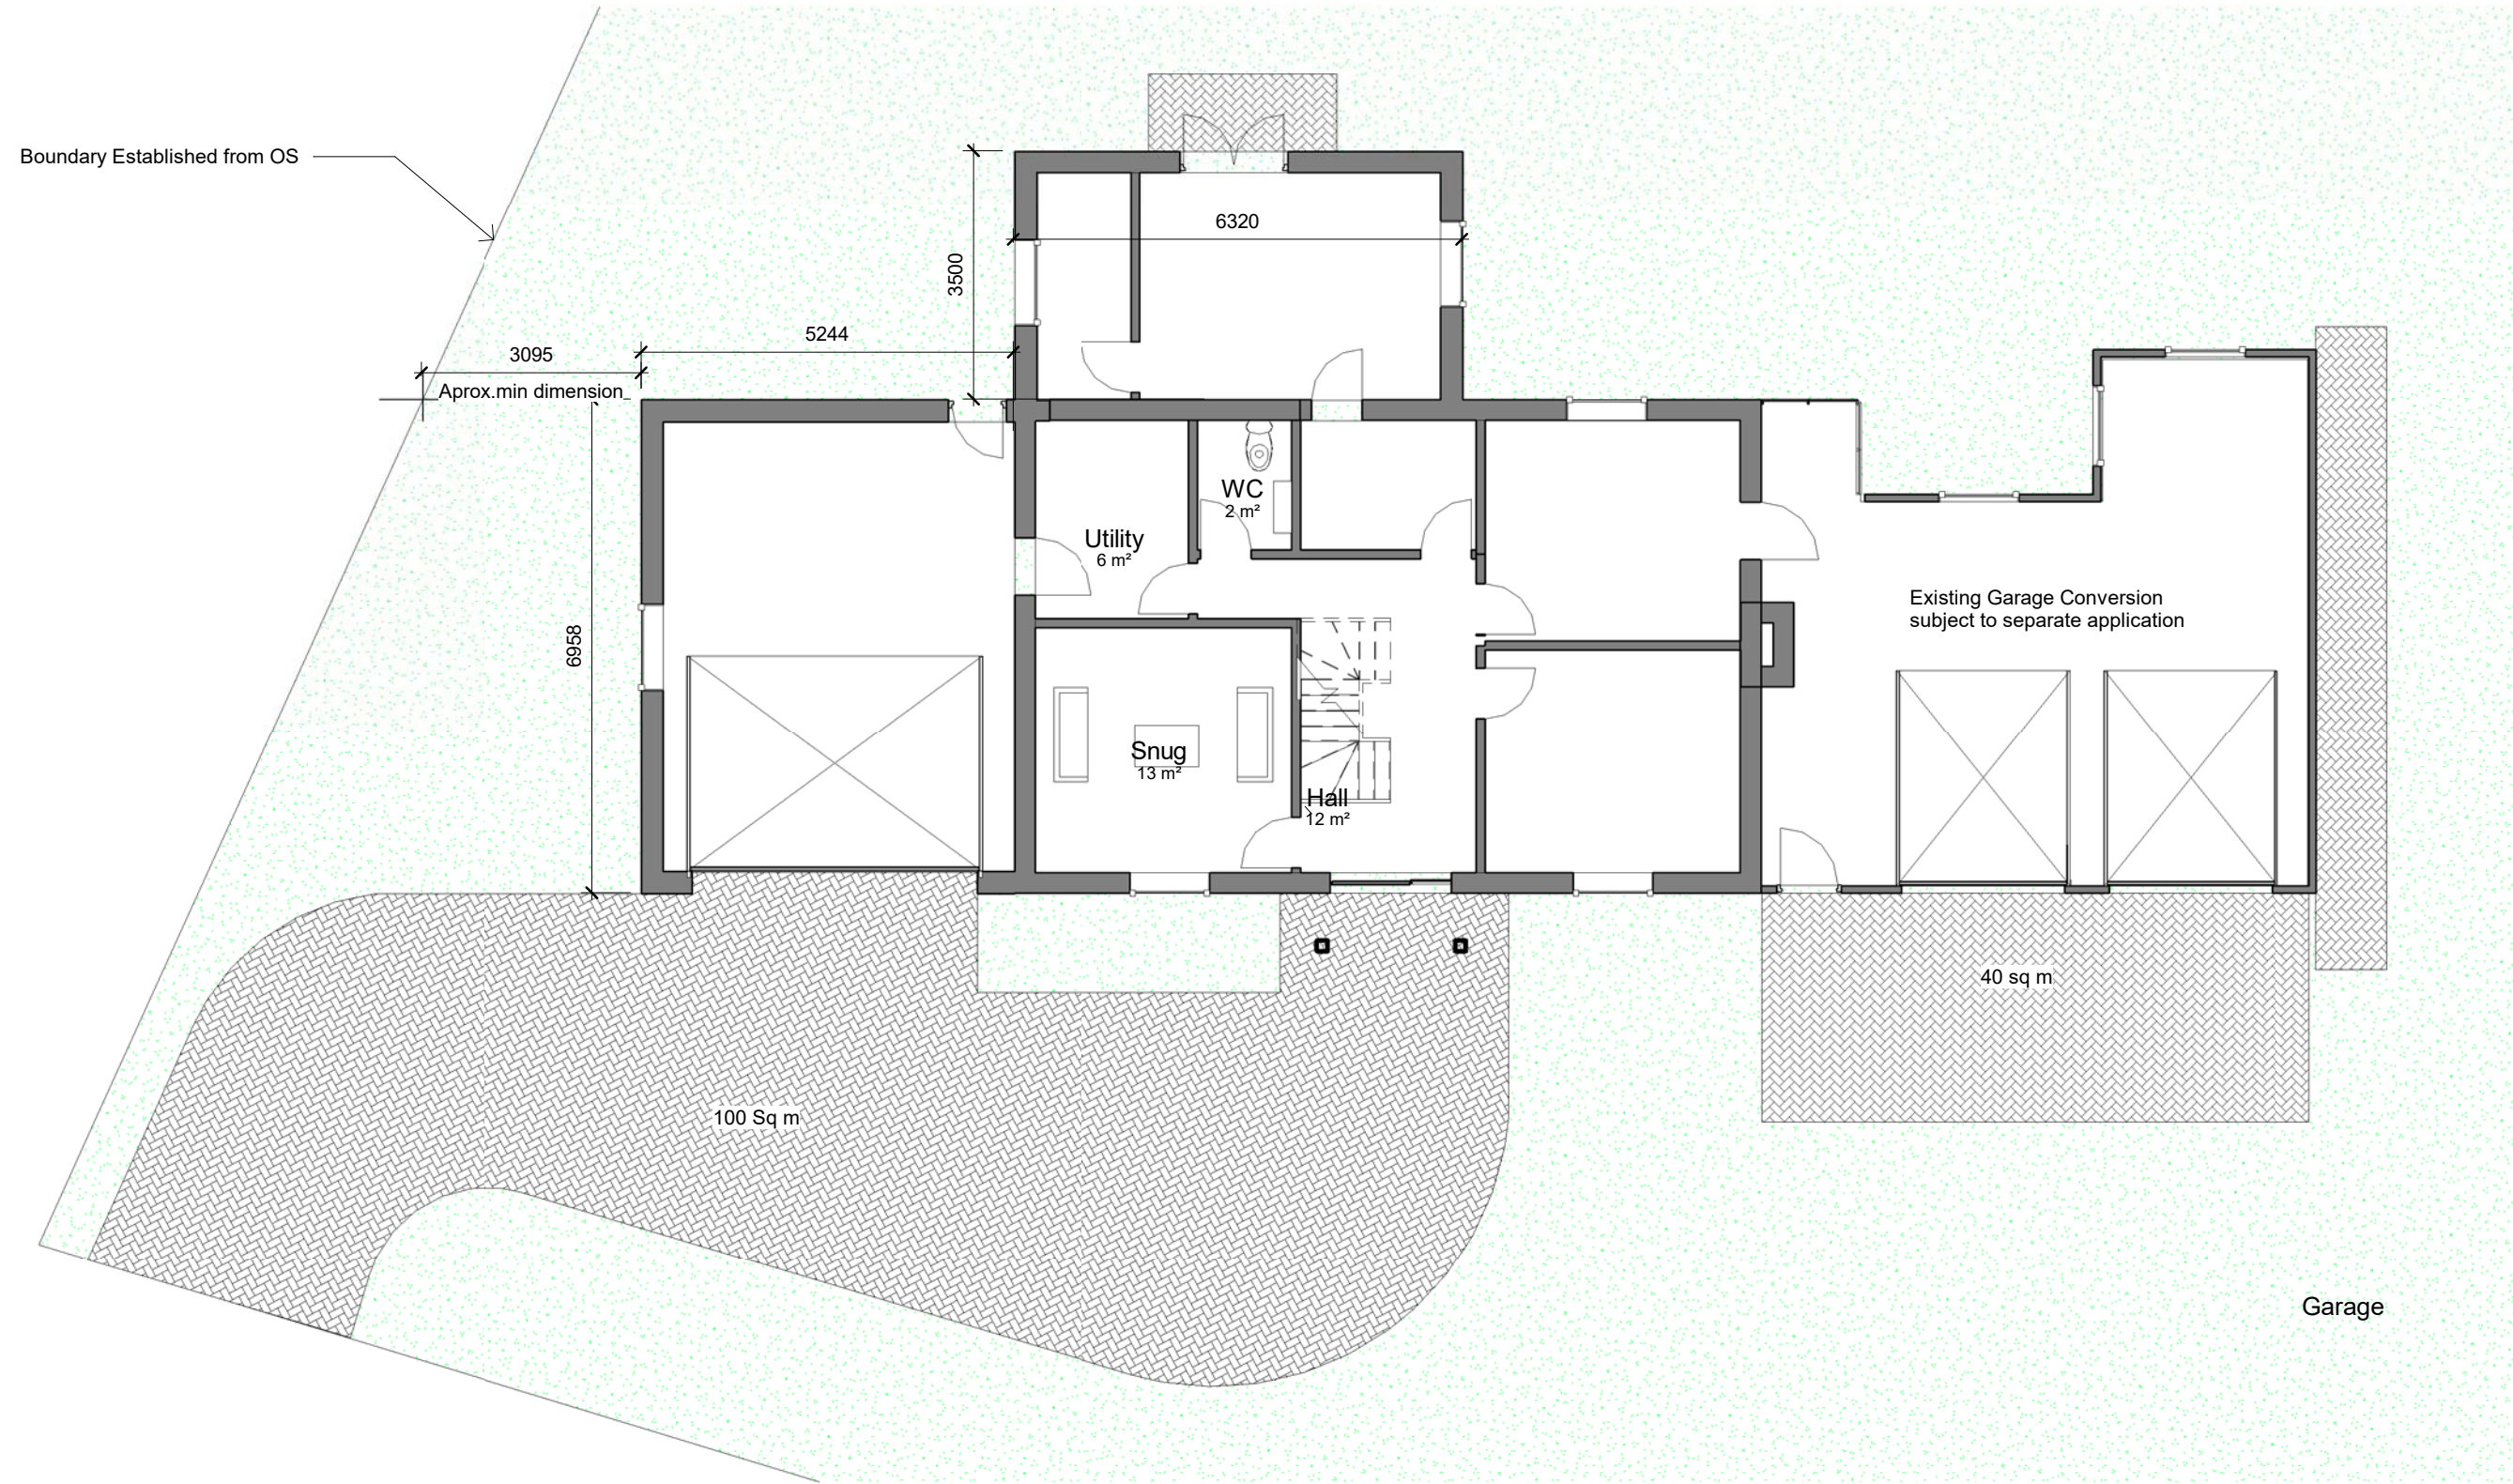 Boundary Established from OS
6320
3500
5244
3095
Aprox.min dimension
WC
2 m²
Utility
6 m²
Existing Garage Conversion
subject to separate application
6958
Snug
13 m²
Hall
12 m²
40 sq m
100 Sq m
Garage